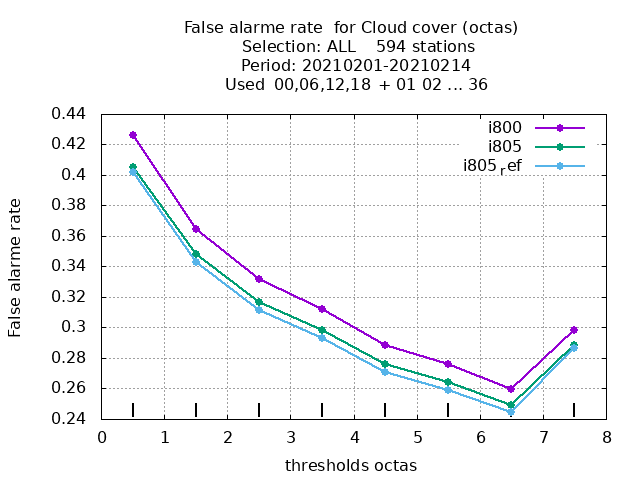 False alarme rate  for Cloud cover (octas)
Selection: ALL    594 stations
Period: 20210201-20210214
Used  00,06,12,18  + 01 02 ... 36
0.44
0.42
0.4
0.38
0.36
0.34
0.32
0.3
0.28
0.26
0.24
False alarme rate
i800
i805
i805ref
0 1 2 3 4 5 6 7 8
thresholds octas